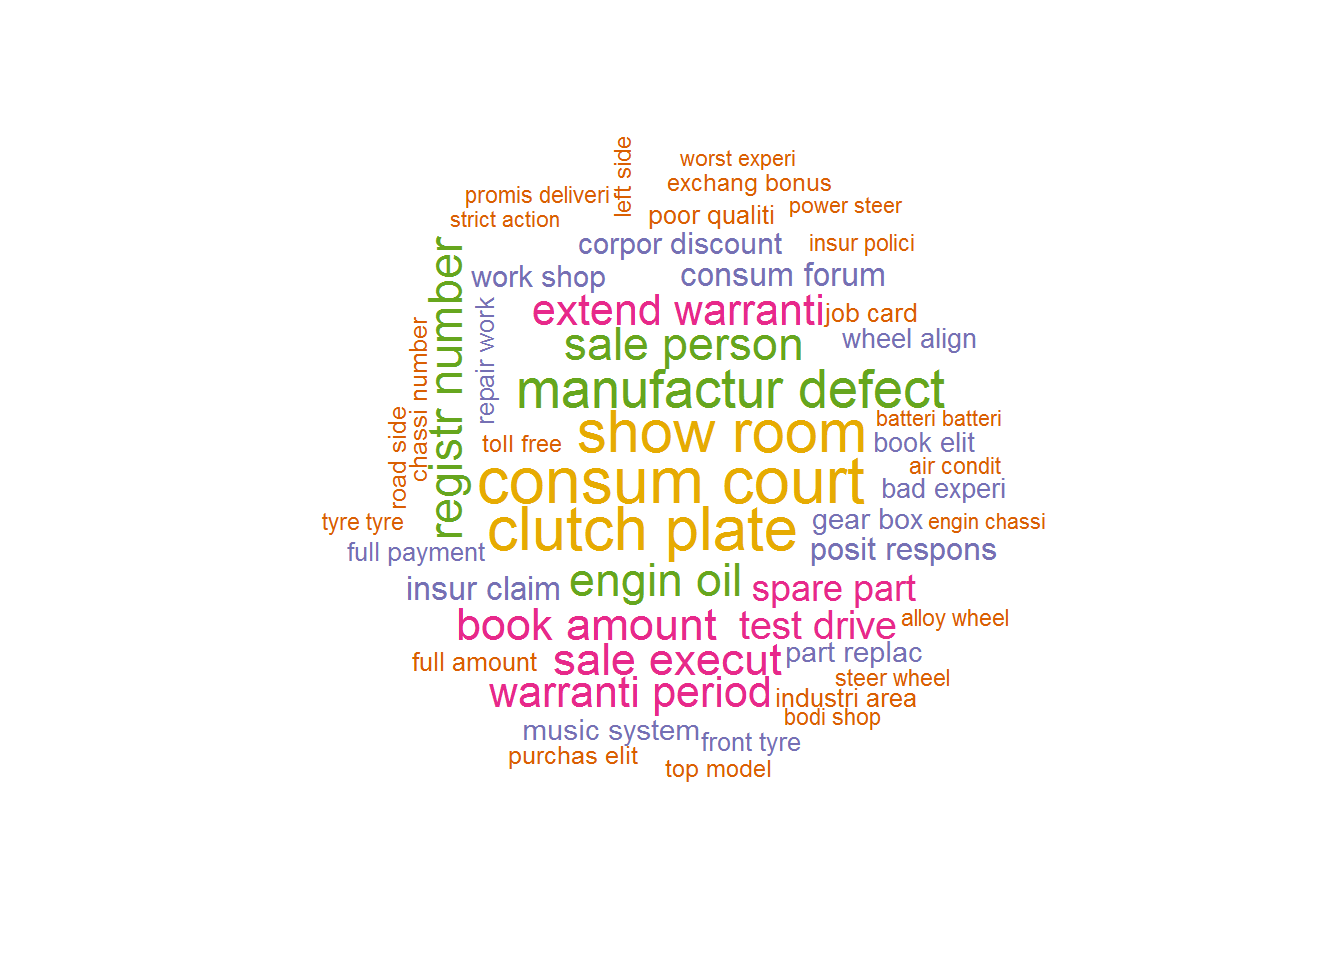 left side
worst experi
exchang bonus
promis deliveri
power steer
poor qualiti
strict action
corpor discount
insur polici
work shop
consum forum
extend warranti
job card
registr number
repair work
sale person
wheel align
chassi number
manufactur defect
batteri batteri
show room
toll free
book elit
road side
air condit
consum court
bad experi
tyre tyre
clutch plate
gear box
engin chassi
full payment
posit respons
insur claim
engin oil
spare part
book amount
test drive
alloy wheel
full amount
sale execut
part replac
steer wheel
warranti period
industri area
bodi shop
music system
front tyre
purchas elit
top model